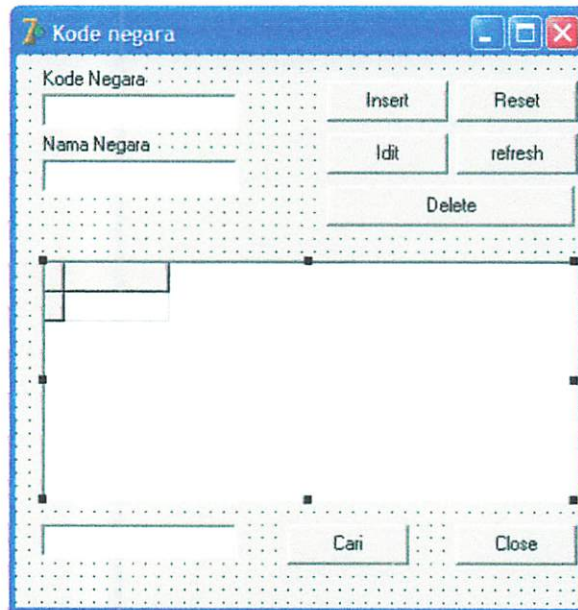 Kode negara
Kode Negara
Insert Reset
Nama Negara
Idit refresh
Delete
Cari Close